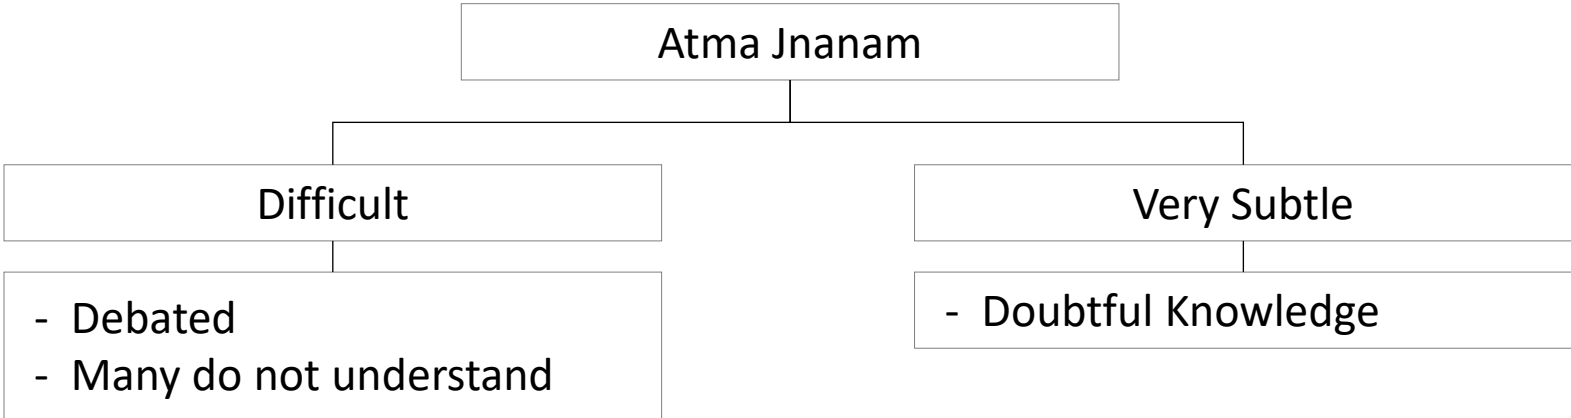 Atma Jnanam
Difficult
Very Subtle
- Debated
- Many do not understand
- Doubtful Knowledge